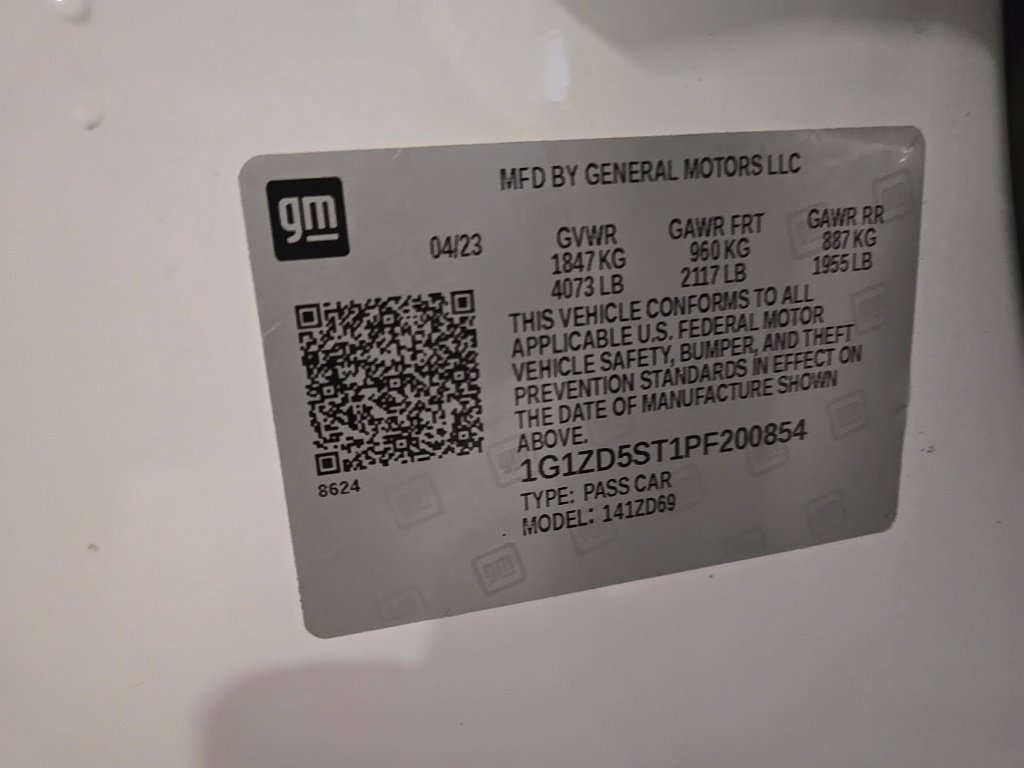 gm
MFD BY GENERAL MOTORS LLC
04/23
GVWR
1847 KG
4073 LB
GAWR FRT
960 KG
2117 LB
GAWR RR
887 KG
1955 LB
THIS VEHICLE CONFORMS TO ALL
APPLICABLE U.S. FEDERAL MOTOR
VEHICLE SAFETY, BUMPER, AND THEFT
PREVENTION STANDARDS IN EFFECT ON
THE DATE OF MANUFACTURE SHOWN
ABOVE.
1G1ZD5ST1PF200854
TYPE: PASS CAR
MODEL: 141ZD69
8624
gm